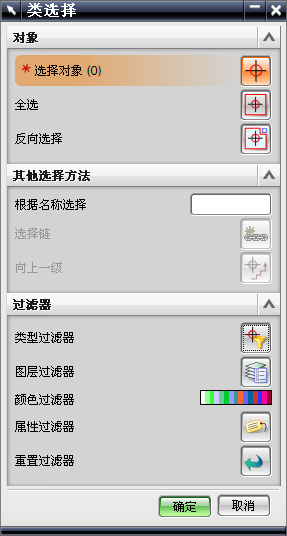 类选择
对象
* 选择对象 (0)
全选
反向选择
其他选择方法
根据名称选择
选择链
向上一级
过滤器
类型过滤器
图层过滤器
颜色过滤器
属性过滤器
重置过滤器
确定
取消